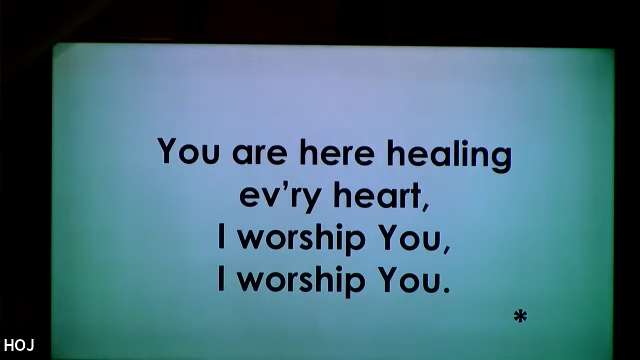 You are here healing
ev’ry heart,
I worship You,
I worship You.
*
HOJ